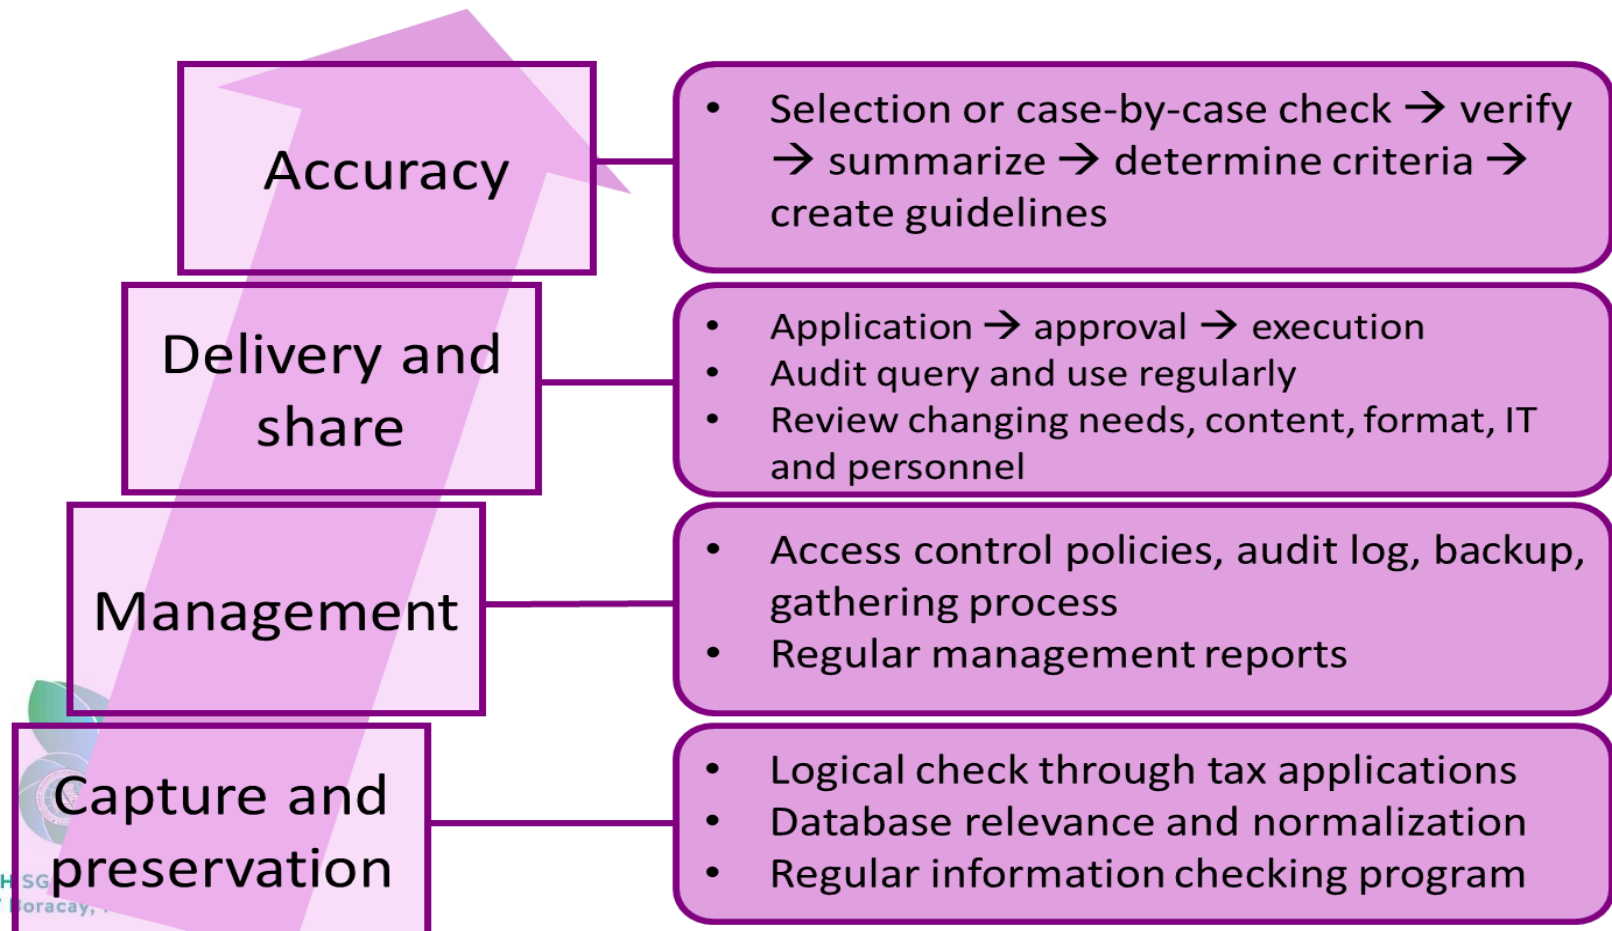 Accuracy
• Selection or case-by-case check → verify
→ summarize → determine criteria →
create guidelines
Delivery and
share
• Application → approval → execution
• Audit query and use regularly
• Review changing needs, content, format, IT
and personnel
Management
• Access control policies, audit log, backup,
gathering process
• Regular management reports
Capture and
preservation
• Logical check through tax applications
• Database relevance and normalization
• Regular information checking program
SG
Boracay,